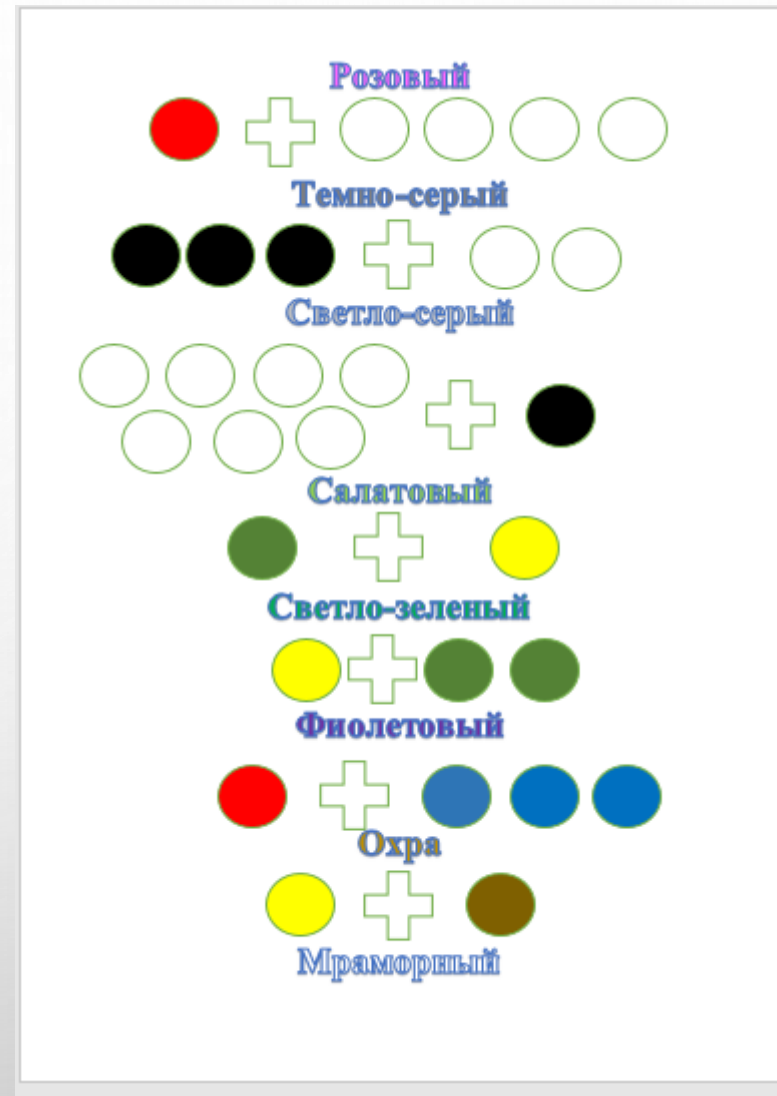 Розовый
Темно-серый
Светло-серый
Салатовый
Светло-зеленый
Фиолетовый
Охра
Мраморный